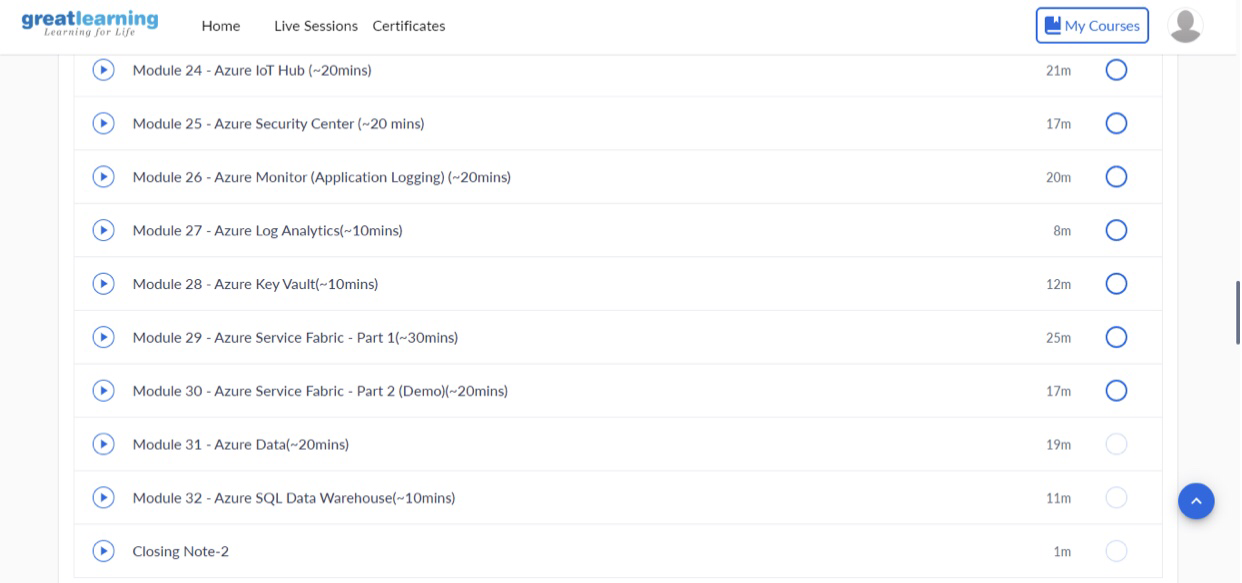 greatlearning
Learning for Life
Home Live Sessions Certificates My Courses
Module 24 - Azure IoT Hub (~20mins) 21m
Module 25 - Azure Security Center (~20 mins) 17m
Module 26 - Azure Monitor (Application Logging) (~20mins) 20m
Module 27 - Azure Log Analytics(~10mins) 8m
Module 28 - Azure Key Vault(~10mins) 12m
Module 29 - Azure Service Fabric - Part 1(~30mins) 25m
Module 30 - Azure Service Fabric - Part 2 (Demo)(~20mins) 17m
Module 31 - Azure Data(~20mins) 19m
Module 32 - Azure SQL Data Warehouse(~10mins) 11m
Closing Note-2 1m